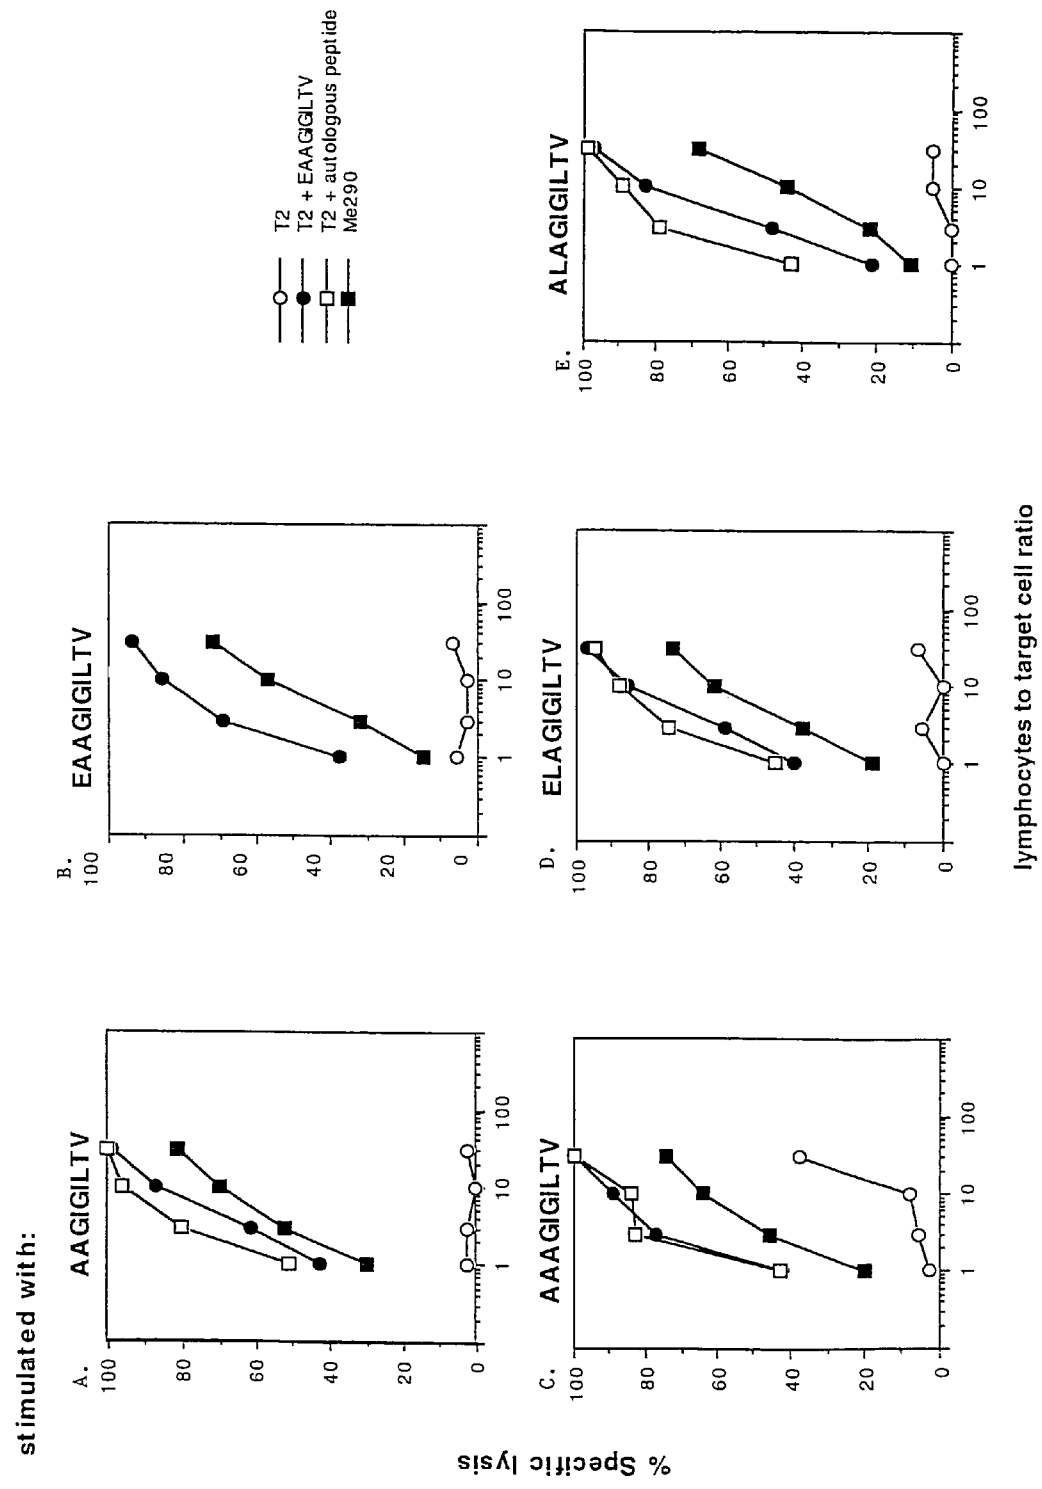 stimulated with:
A.
AAGIGILTV
100
80
60
40
20
0
1
10
100
B.
EAAGIGILTV
100
80
60
40
20
0
1
10
100
T2
T2 + EAAGIGILTV
T2 + autologous peptide
Me290
C.
AAAGIGILTV
100
80
60
40
20
0
1
10
100
D.
ELAGIGILTV
100
80
60
40
20
0
1
10
100
E.
ALAGIGILTV
100
80
60
40
20
0
1
10
100
% Specific lysis
lymphocytes to target cell ratio